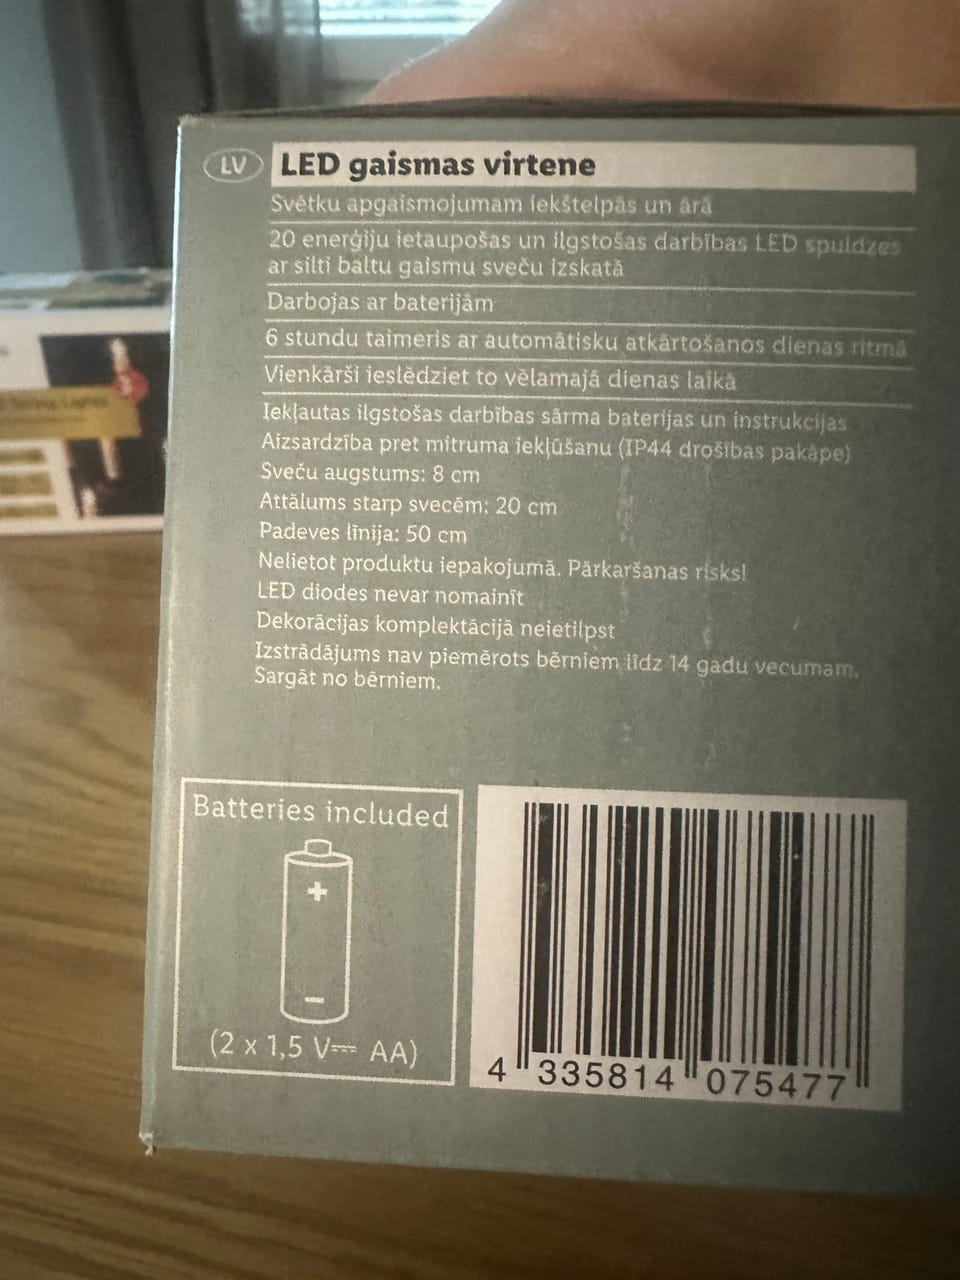 LV LED gaismas virtene
Svētku apgaismojumam iekštelpās un ārā
20 enerģiju ietaupošas un ilgstošas darbības LED spuldzes
ar silti baltu gaismu sveču izskatā
Darbojas ar baterijām
6 stundu taimeris ar automātisku atkārtošanos dienas ritmā
Vienkārši ieslēdziet to vēlamajā dienas laikā
Iekļautas ilgstošas darbības sārma baterijas un instrukcijas
Aizsardzība pret mitruma iekļūšanu (IP44 drošības pakāpe)
Sveču augstums: 8 cm
Attālums starp svecēm: 20 cm
Padeves līnija: 50 cm
Nelietot produktu iepakojumā. Pārkaršanas risks!
LED diodes nevar nomainīt
Dekorācijas komplektācijā neietilpst
Izstrādājums nav piemērots bērniem līdz 14 gadu vecumam.
Sargāt no bērniem.
Batteries included
+
–
(2 x 1,5 V⎓ AA)
4 335814 075477